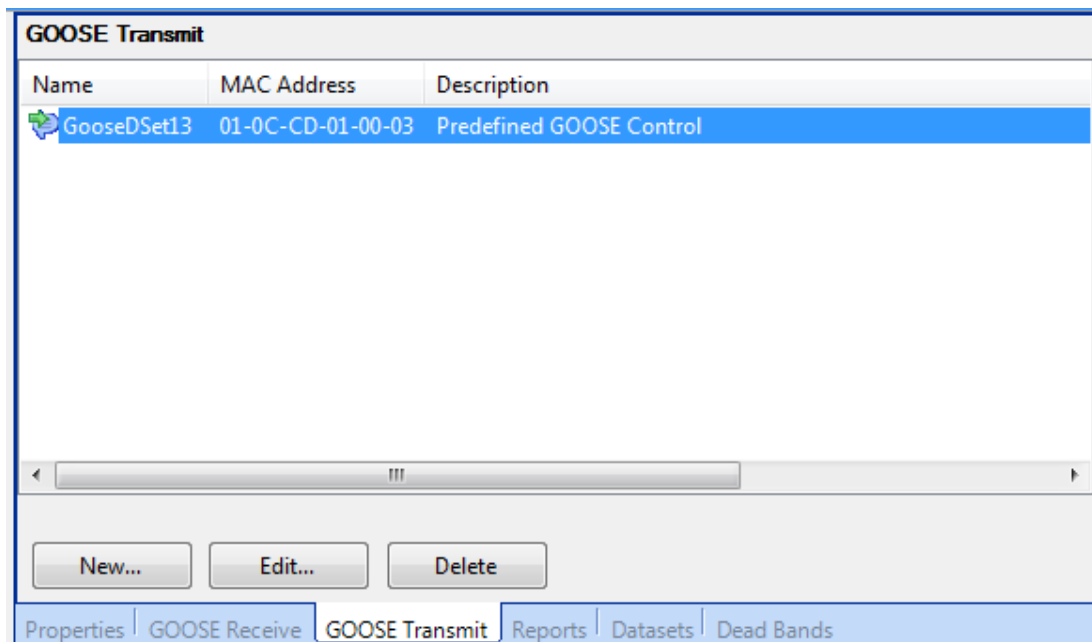 GOOSE Transmit
Name MAC Address Description
GooseDSet13 01-0C-CD-01-00-03 Predefined GOOSE Control
New... Edit... Delete
Properties GOOSE Receive GOOSE Transmit Reports Datasets Dead Bands